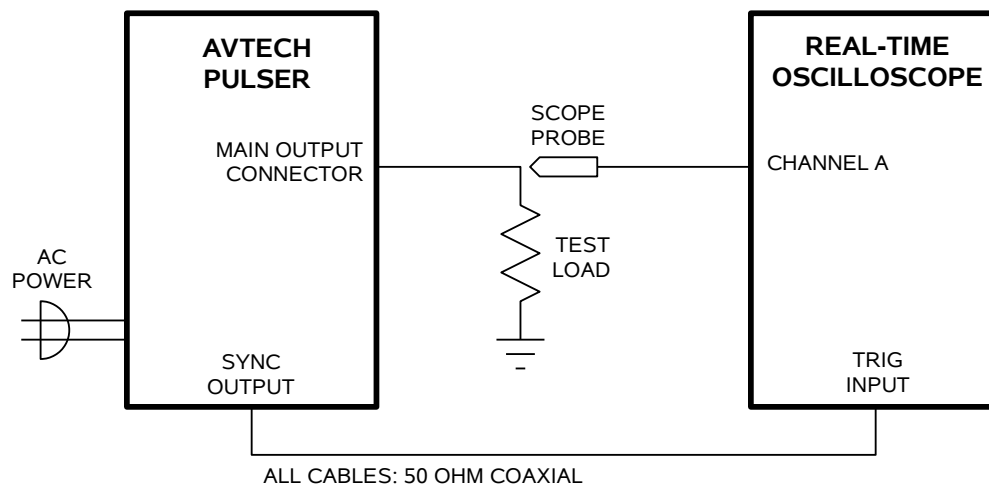 AVTECH
PULSER
REAL-TIME
OSCILLOSCOPE
SCOPE
PROBE
MAIN OUTPUT
CONNECTOR
CHANNEL A
TEST
LOAD
AC
POWER
SYNC
OUTPUT
TRIG
INPUT
ALL CABLES: 50 OHM COAXIAL